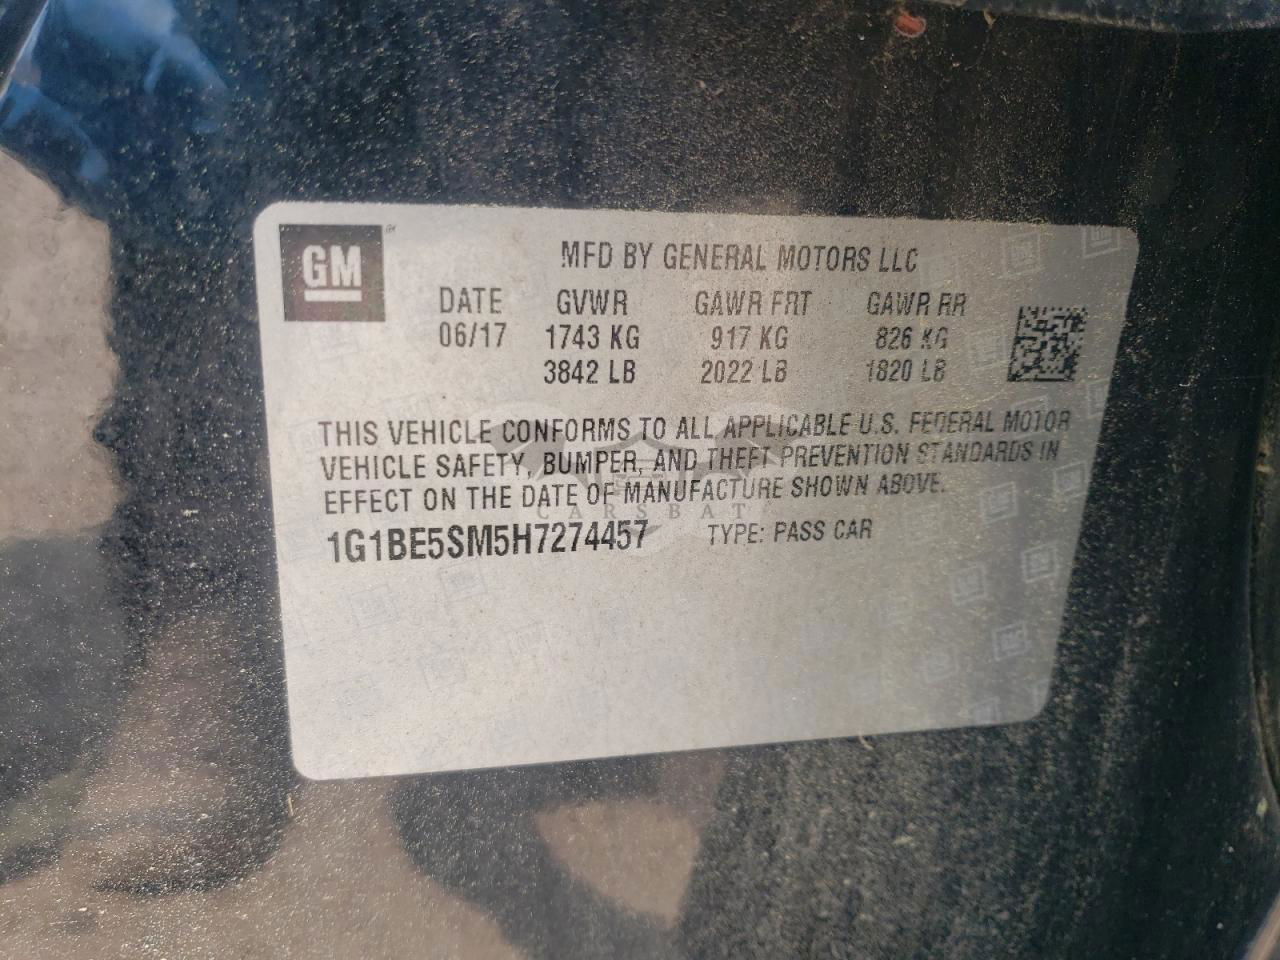 GM
MFD BY GENERAL MOTORS LLC
DATE GVWR GAWR FRT GAWR RR
06/17 1743 KG 917 KG 826 KG
3842 LB 2022 LB 1820 LB
THIS VEHICLE CONFORMS TO ALL APPLICABLE U.S. FEDERAL MOTOR
VEHICLE SAFETY, BUMPER, AND THEFT PREVENTION STANDARDS IN
EFFECT ON THE DATE OF MANUFACTURE SHOWN ABOVE.
CARSBAT
1G1BE5SM5H7274457 TYPE: PASS CAR